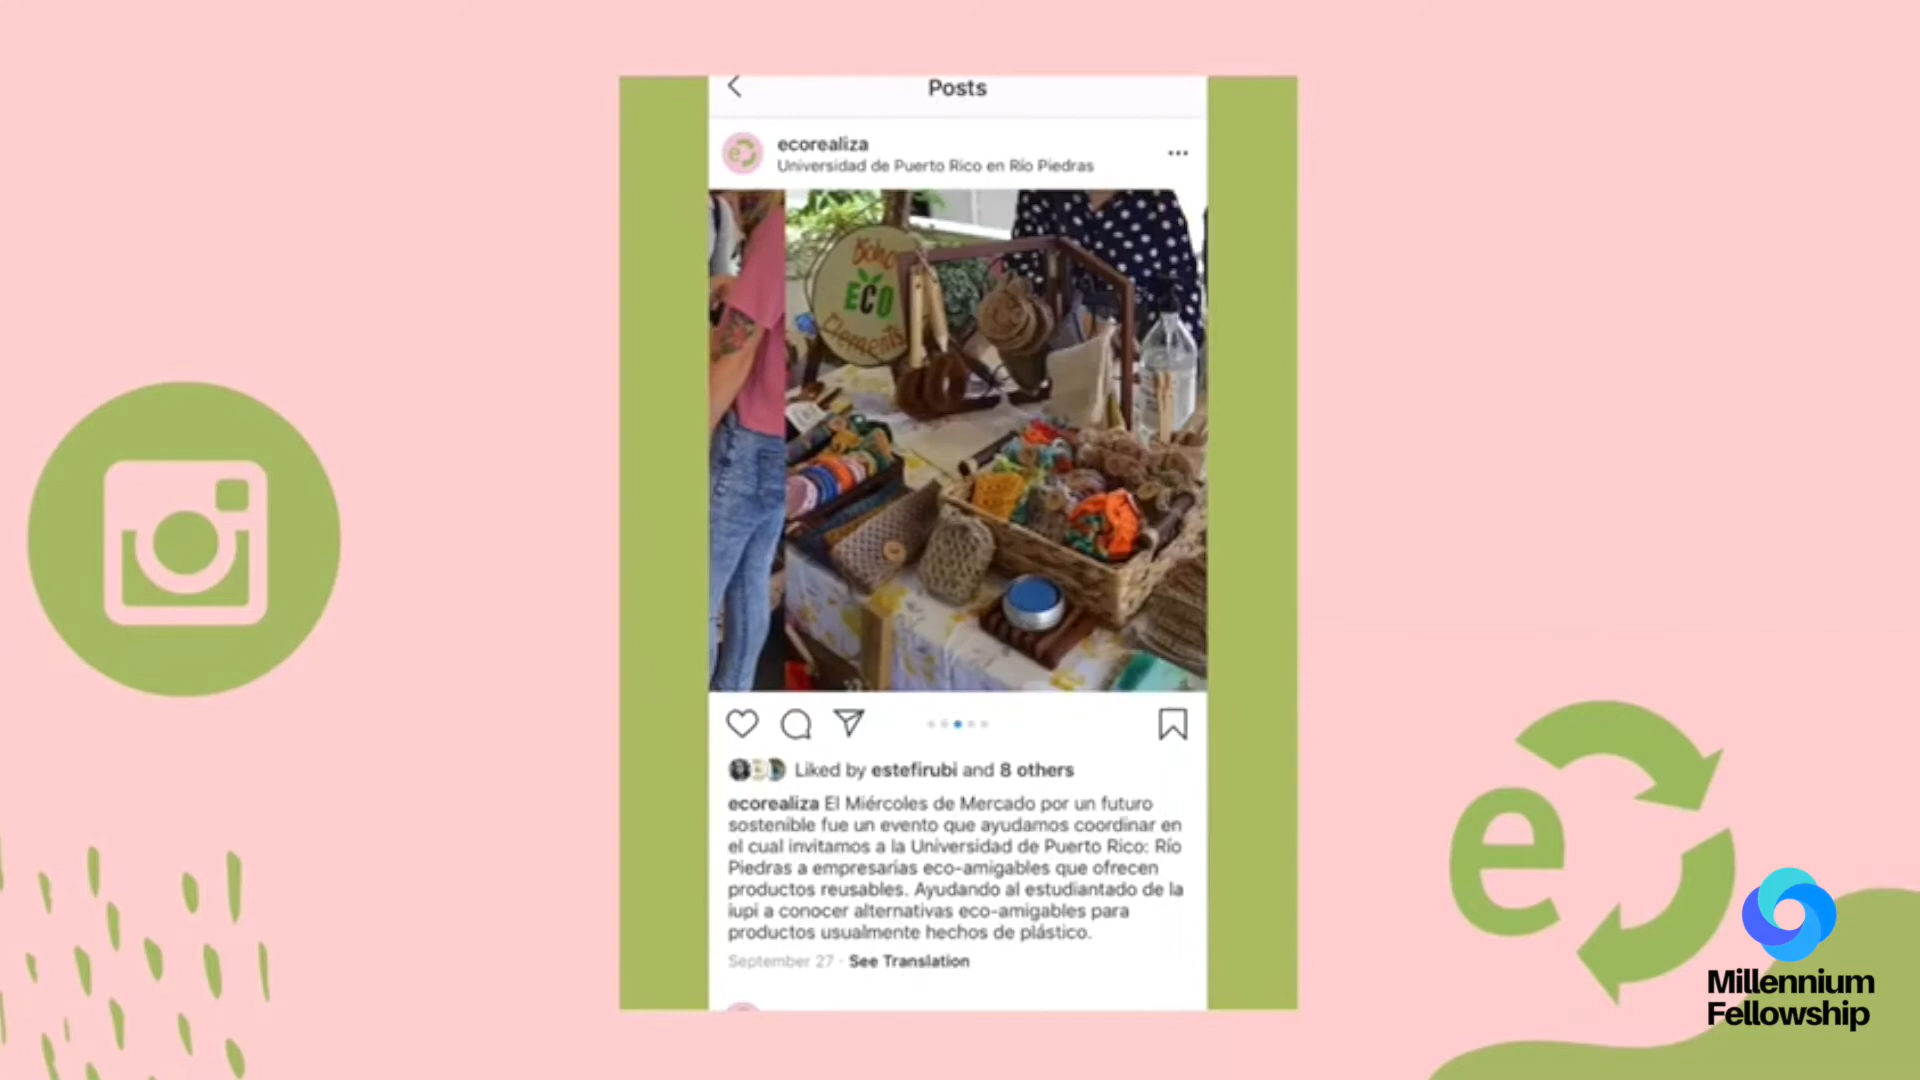 Posts
ecorealiza
Universidad de Puerto Rico en Río Piedras
Boho
ECO
Elements
Liked by estefirubi and 8 others
ecorealiza El Miércoles de Mercado por un futuro
sostenible fue un evento que ayudamos coordinar en
el cual invitamos a la Universidad de Puerto Rico: Río
Piedras a empresarias eco-amigables que ofrecen
productos reusables. Ayudando al estudiantado de la
iupi a conocer alternativas eco-amigables para
productos usualmente hechos de plástico.
September 27 · See Translation
e
Millennium
Fellowship